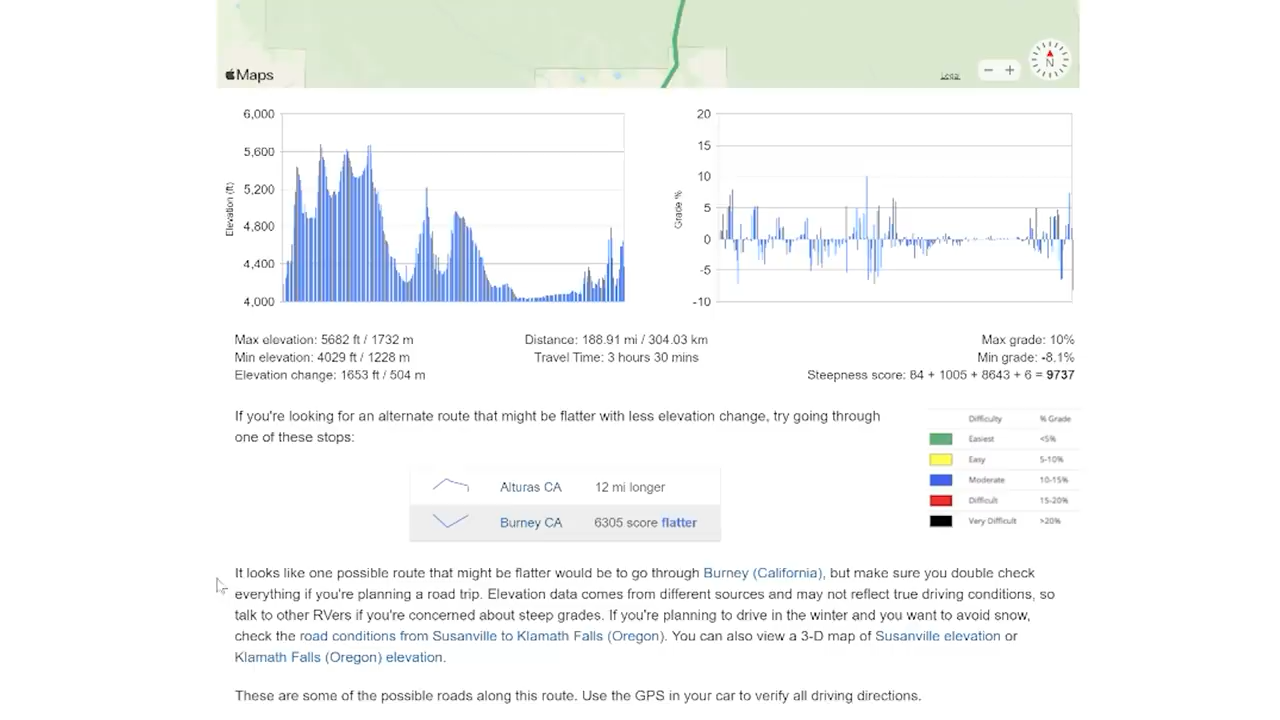 Maps
Legal
N
6,000
5,600
5,200
4,800
4,400
4,000
Elevation (ft)
20
15
10
5
0
-5
-10
Grade %
Max elevation: 5682 ft / 1732 m
Min elevation: 4029 ft / 1228 m
Elevation change: 1653 ft / 504 m
Distance: 188.91 mi / 304.03 km
Travel Time: 3 hours 30 mins
Max grade: 10%
Min grade: -8.1%
Steepness score: 84 + 1005 + 8643 + 6 = 9737
If you're looking for an alternate route that might be flatter with less elevation change, try going through
one of these stops:
Alturas CA 12 mi longer
Burney CA 6305 score flatter
Difficulty % Grade
Easiest <5%
Easy 5-10%
Moderate 10-15%
Difficult 15-20%
Very Difficult >20%
It looks like one possible route that might be flatter would be to go through Burney (California), but make sure you double check
everything if you're planning a road trip. Elevation data comes from different sources and may not reflect true driving conditions, so
talk to other RVers if you're concerned about steep grades. If you're planning to drive in the winter and you want to avoid snow,
check the road conditions from Susanville to Klamath Falls (Oregon). You can also view a 3-D map of Susanville elevation or
Klamath Falls (Oregon) elevation.
These are some of the possible roads along this route. Use the GPS in your car to verify all driving directions.